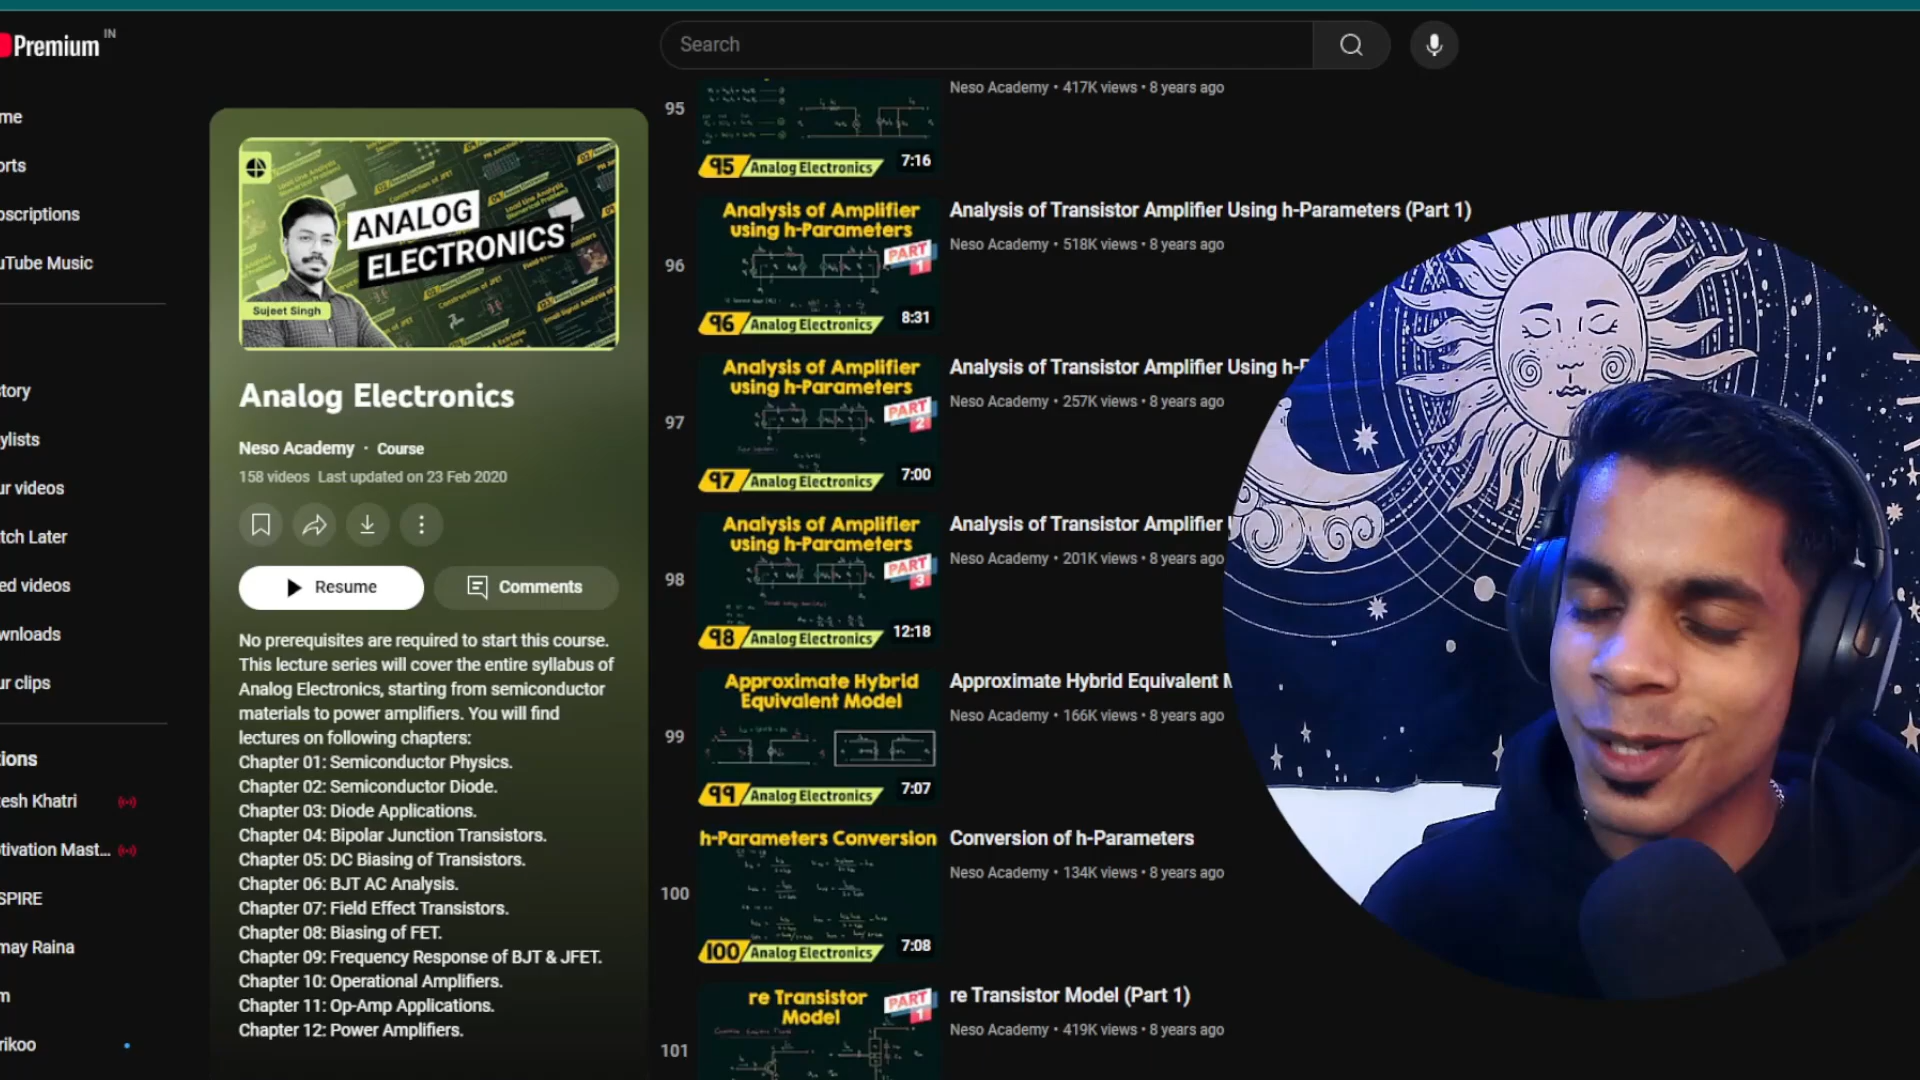 Premium IN
Search
me
orts
bscriptions
uTube Music
tory
ylists
ur videos
tch Later
ed videos
wnloads
ur clips
tions
tesh Khatri
otivation Mast...
SPIRE
may Raina
m
rikoo
ANALOG
ELECTRONICS
Sujeet Singh
Analog Electronics
Neso Academy · Course
158 videos Last updated on 23 Feb 2020
Resume
Comments
No prerequisites are required to start this course.
This lecture series will cover the entire syllabus of
Analog Electronics, starting from semiconductor
materials to power amplifiers. You will find
lectures on following chapters:
Chapter 01: Semiconductor Physics.
Chapter 02: Semiconductor Diode.
Chapter 03: Diode Applications.
Chapter 04: Bipolar Junction Transistors.
Chapter 05: DC Biasing of Transistors.
Chapter 06: BJT AC Analysis.
Chapter 07: Field Effect Transistors.
Chapter 08: Biasing of FET.
Chapter 09: Frequency Response of BJT & JFET.
Chapter 10: Operational Amplifiers.
Chapter 11: Op-Amp Applications.
Chapter 12: Power Amplifiers.
95
95 Analog Electronics
7:16
Neso Academy • 417K views • 8 years ago
96
Analysis of Amplifier
using h-Parameters
PART 1
96 Analog Electronics
8:31
Analysis of Transistor Amplifier Using h-Parameters (Part 1)
Neso Academy • 518K views • 8 years ago
97
Analysis of Amplifier
using h-Parameters
PART 2
97 Analog Electronics
7:00
Analysis of Transistor Amplifier Using h-
Neso Academy • 257K views • 8 years ago
98
Analysis of Amplifier
using h-Parameters
PART 3
98 Analog Electronics
12:18
Analysis of Transistor Amplifier
Neso Academy • 201K views • 8 years ago
99
Approximate Hybrid
Equivalent Model
99 Analog Electronics
7:07
Approximate Hybrid Equivalent
Neso Academy • 166K views • 8 years ago
100
h-Parameters Conversion
100 Analog Electronics
7:08
Conversion of h-Parameters
Neso Academy • 134K views • 8 years ago
101
re Transistor
Model
PART 1
re Transistor Model (Part 1)
Neso Academy • 419K views • 8 years ago